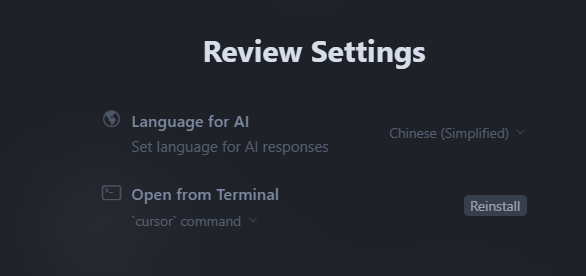 Review Settings
Language for AI
Set language for AI responses
Chinese (Simplified)
Open from Terminal
`cursor` command
Reinstall